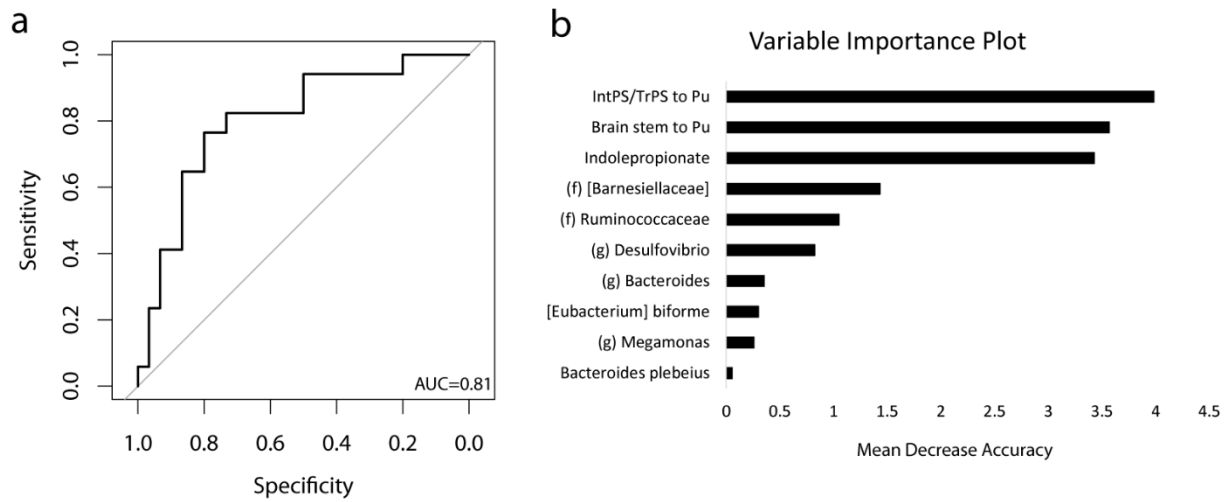 a
1.0
0.8
0.6
0.4
0.2
0.0
Sensitivity
AUC=0.81
1.0 0.8 0.6 0.4 0.2 0.0
Specificity
b
Variable Importance Plot
IntPS/TrPS to Pu
Brain stem to Pu
Indolepropionate
(f) [Barnesiellaceae]
(f) Ruminococcaceae
(g) Desulfovibrio
(g) Bacteroides
[Eubacterium] biforme
(g) Megamonas
Bacteroides plebeius
0 0.5 1 1.5 2 2.5 3 3.5 4 4.5
Mean Decrease Accuracy